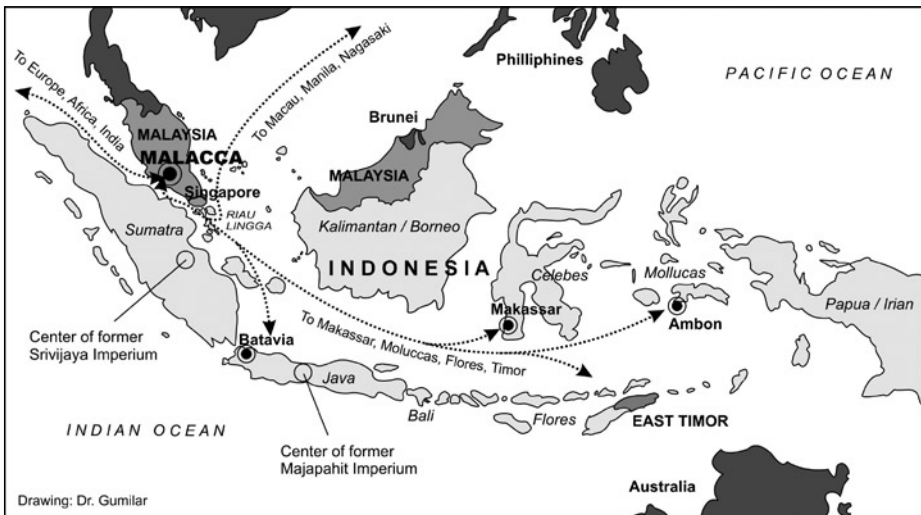 Philliphines
PACIFIC OCEAN
To Europe, Africa, India
To Macau, Manila, Nagasaki
Brunei
MALAYSIA
MALACCA
MALAYSIA
Singapore
RIAU
LINGGA
Sumatra
Kalimantan / Borneo
INDONESIA
Celebes
Mollucas
Papua / Irian
Makassar
Ambon
Center of former
Srivijaya Imperium
Batavia
To Makassar, Moluccas, Flores, Timor
Java
Bali
Flores
EAST TIMOR
INDIAN OCEAN
Center of former
Majapahit Imperium
Australia
Drawing: Dr. Gumilar